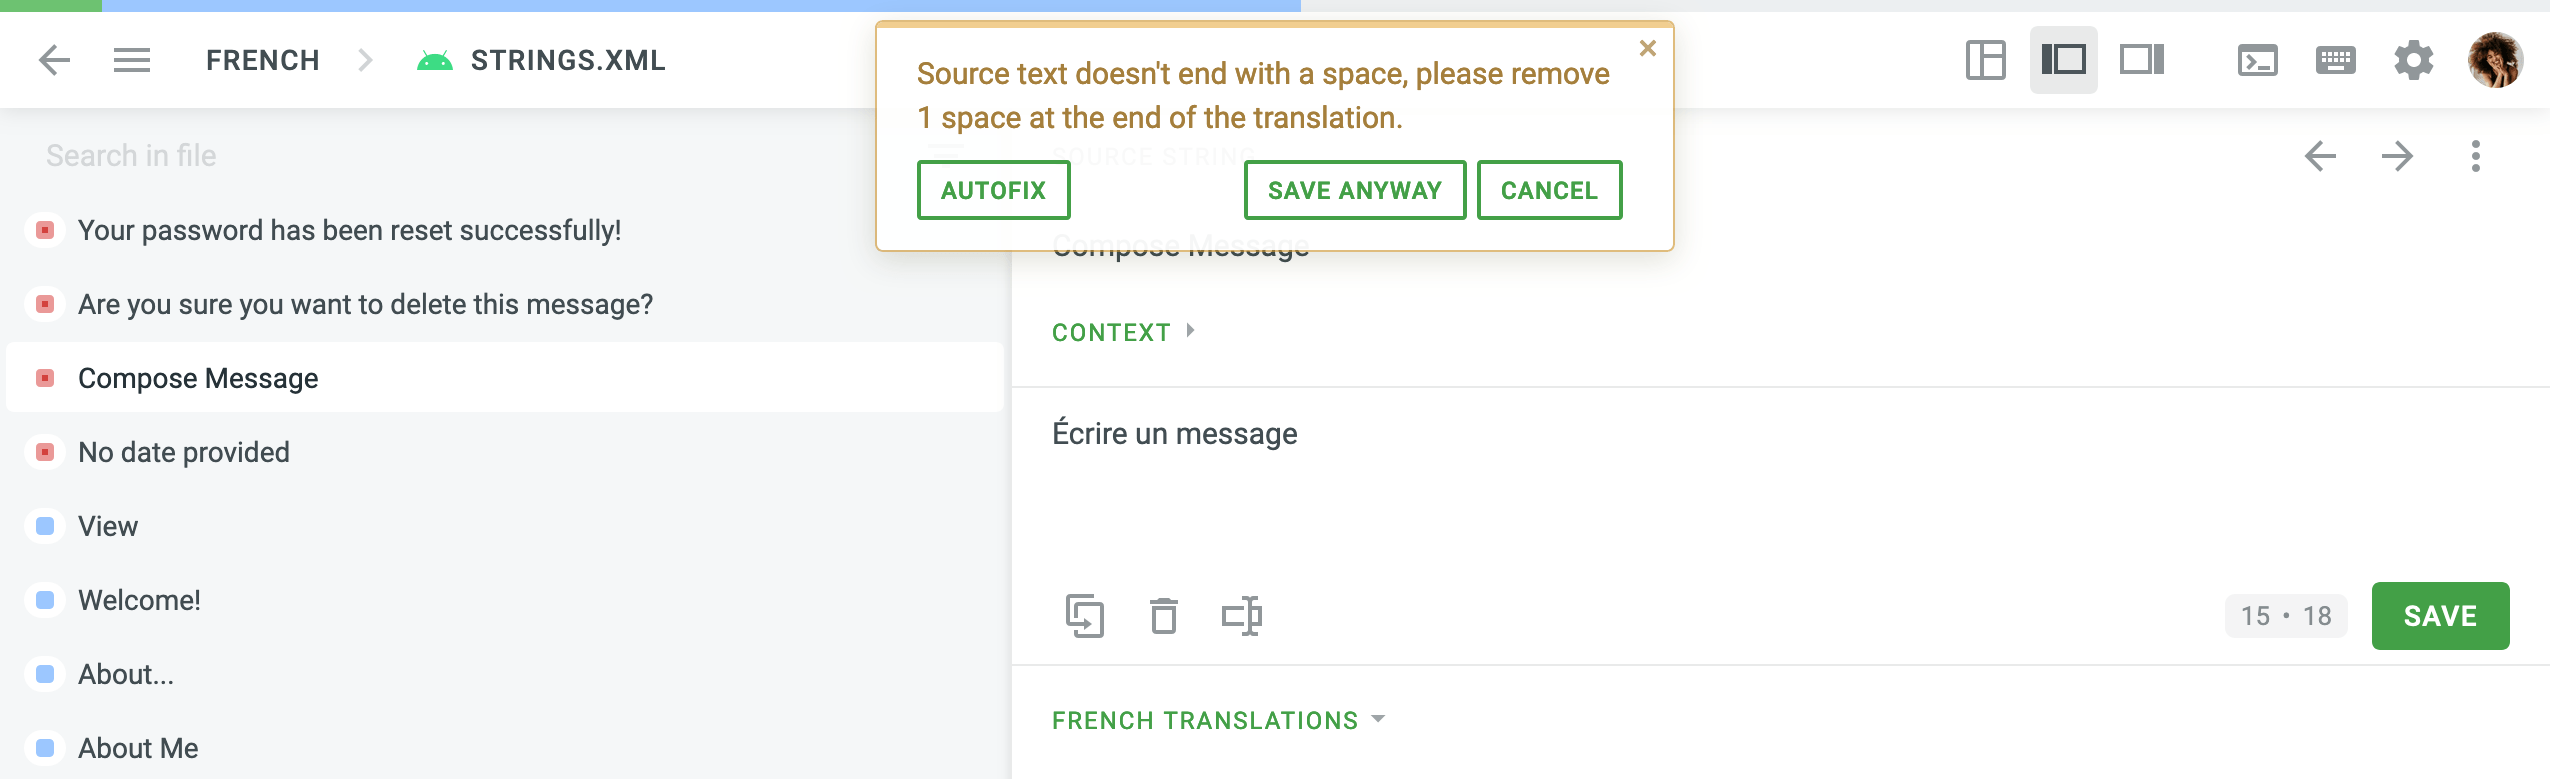 FRENCH
STRINGS.XML
Source text doesn't end with a space, please remove
1 space at the end of the translation.
AUTOFIX
SAVE ANYWAY
CANCEL
Search in file
Your password has been reset successfully!
Are you sure you want to delete this message?
Compose Message
No date provided
View
Welcome!
About...
About Me
SOURCE STRING
Compose Message
CONTEXT
Écrire un message
15 • 18
SAVE
FRENCH TRANSLATIONS